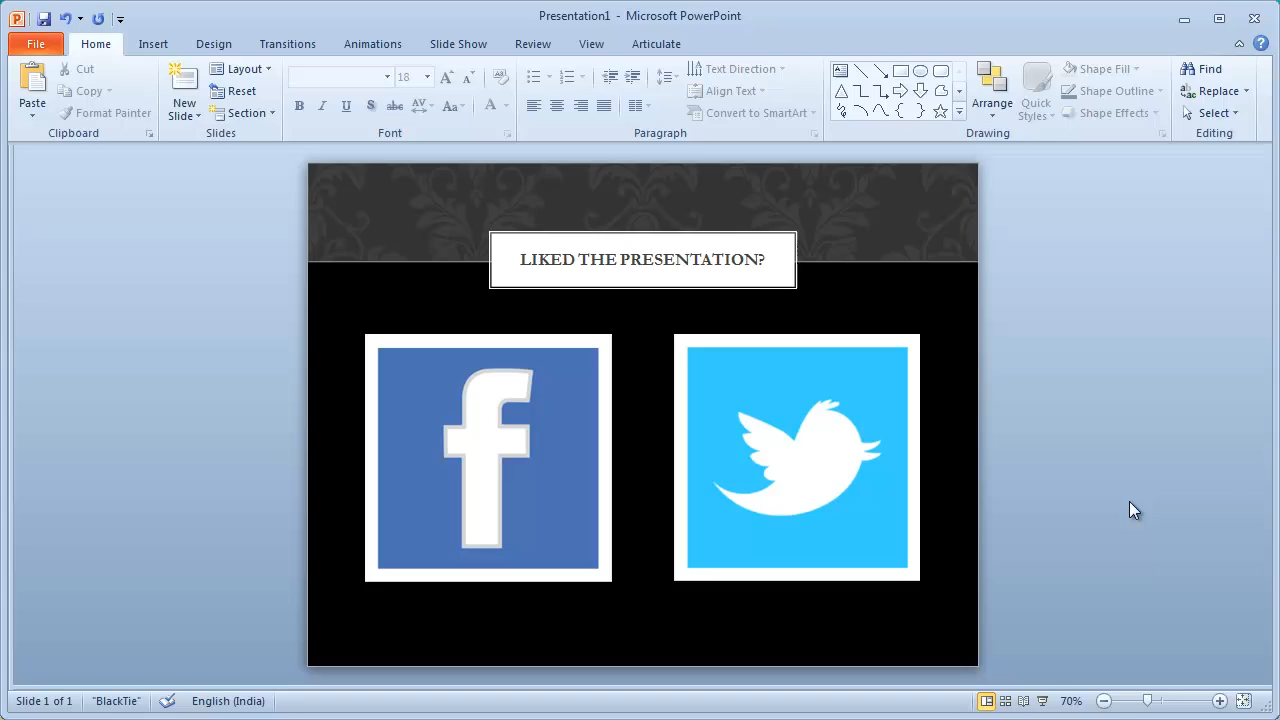 Presentation1 - Microsoft PowerPoint
File Home Insert Design Transitions Animations Slide Show Review View Articulate
Paste
Cut
Copy
Format Painter
Clipboard
New
Slide
Layout
Reset
Section
Slides
18
Font
Text Direction
Align Text
Convert to SmartArt
Paragraph
Arrange
Quick
Styles
Shape Fill
Shape Outline
Shape Effects
Drawing
Find
Replace
Select
Editing
LIKED THE PRESENTATION?
Slide 1 of 1 "BlackTie" English (India) 70%